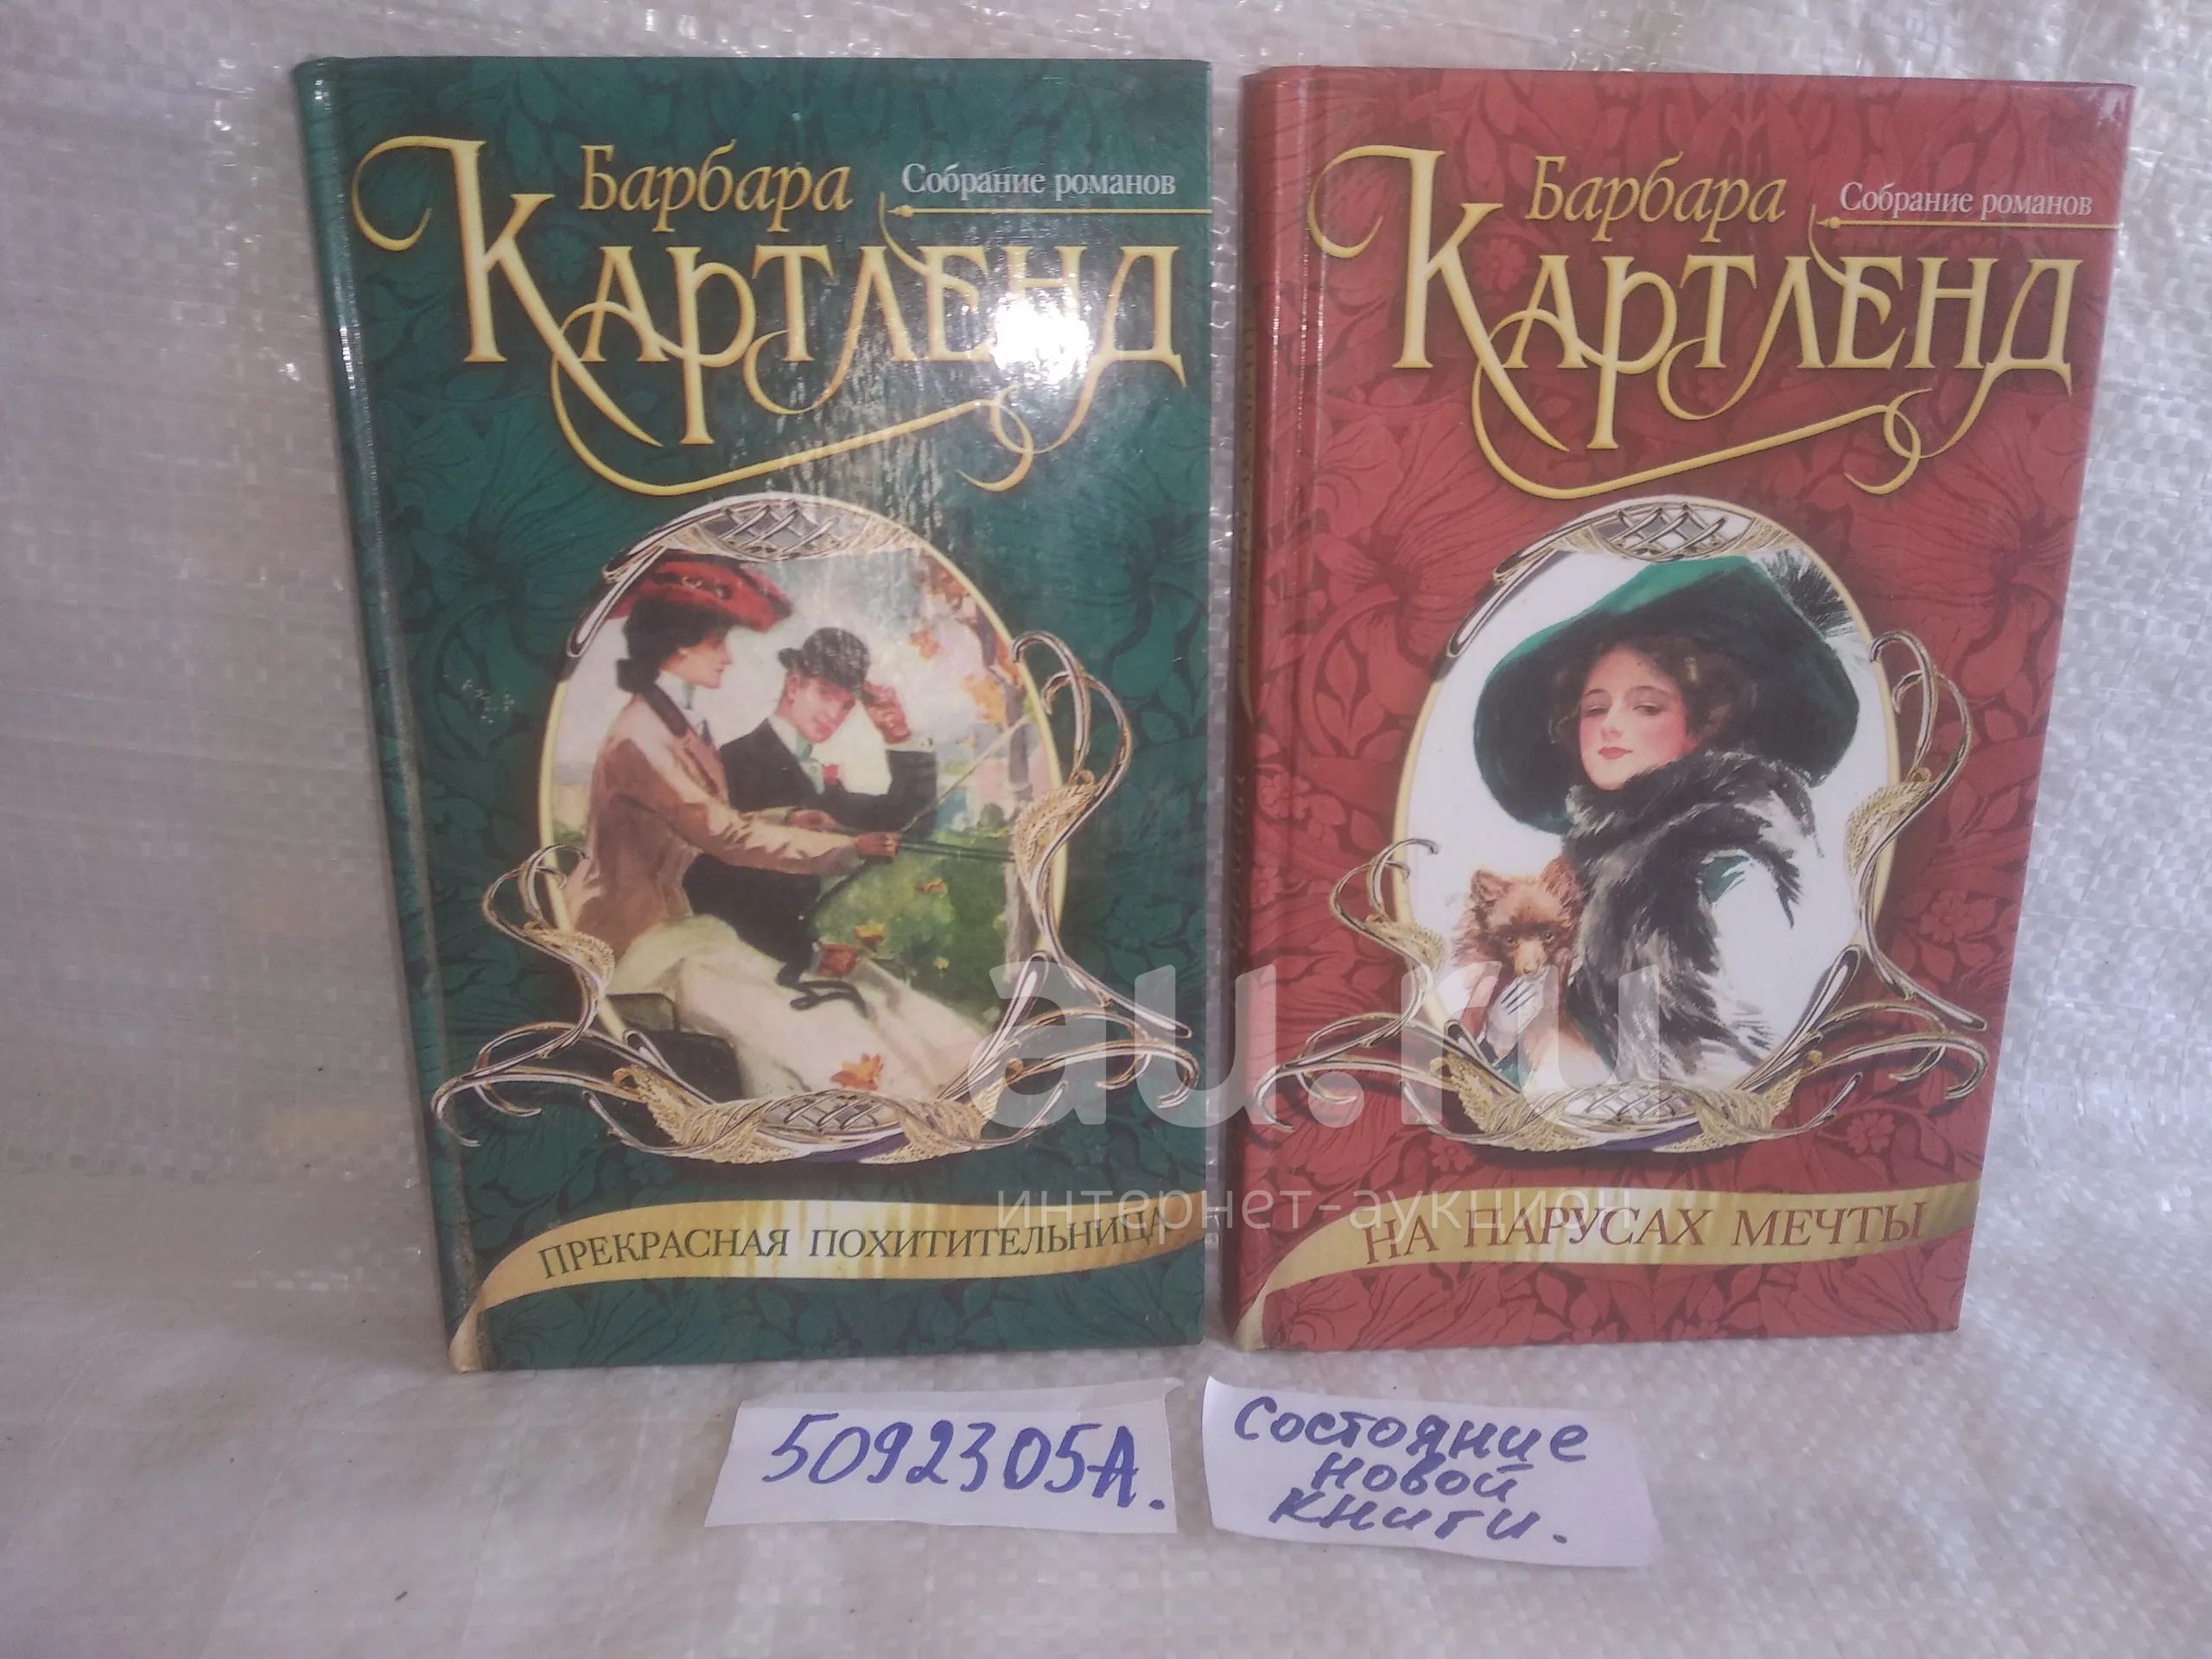 Барбара
Собрание романов
КАРТЛЕНД
ПРЕКРАСНАЯ ПОХИТИТЕЛЬНИЦА
Барбара
Собрание романов
КАРТЛЕНД
НА ПАРУСАХ МЕЧТЫ
au.ru
интернет-аукцион
5092305А.
Состояние
новой
книги.